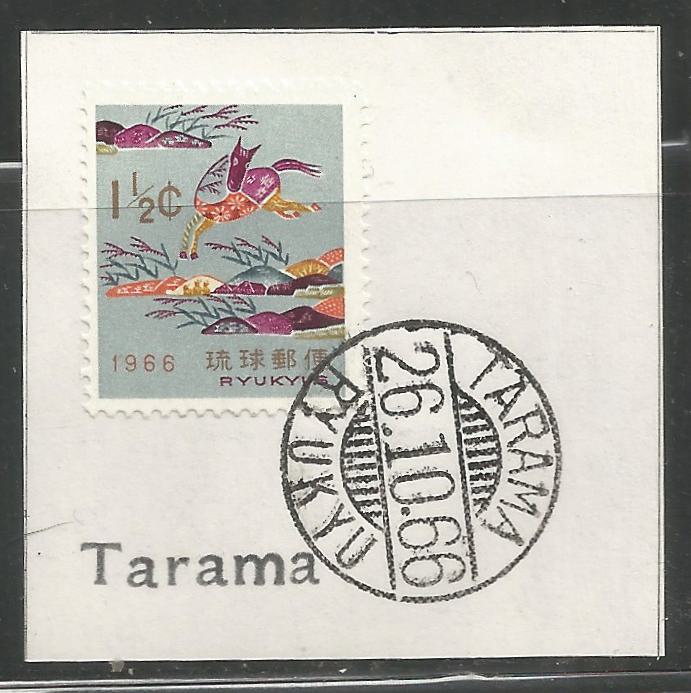 1½¢
1966 琉球郵便
RYUKYUS
TARAMA
26.10.66
RYUKYU
Tarama